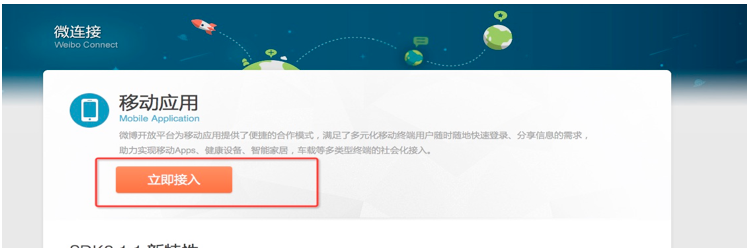 微连接
Weibo Connect
移动应用
Mobile Application
微博开放平台为移动应用提供了便捷的合作模式，满足了多元化移动终端用户随时随地快速登录、分享信息的需求，
助力实现移动Apps、健康设备、智能家居，车载等多类型终端的社会化接入。
立即接入